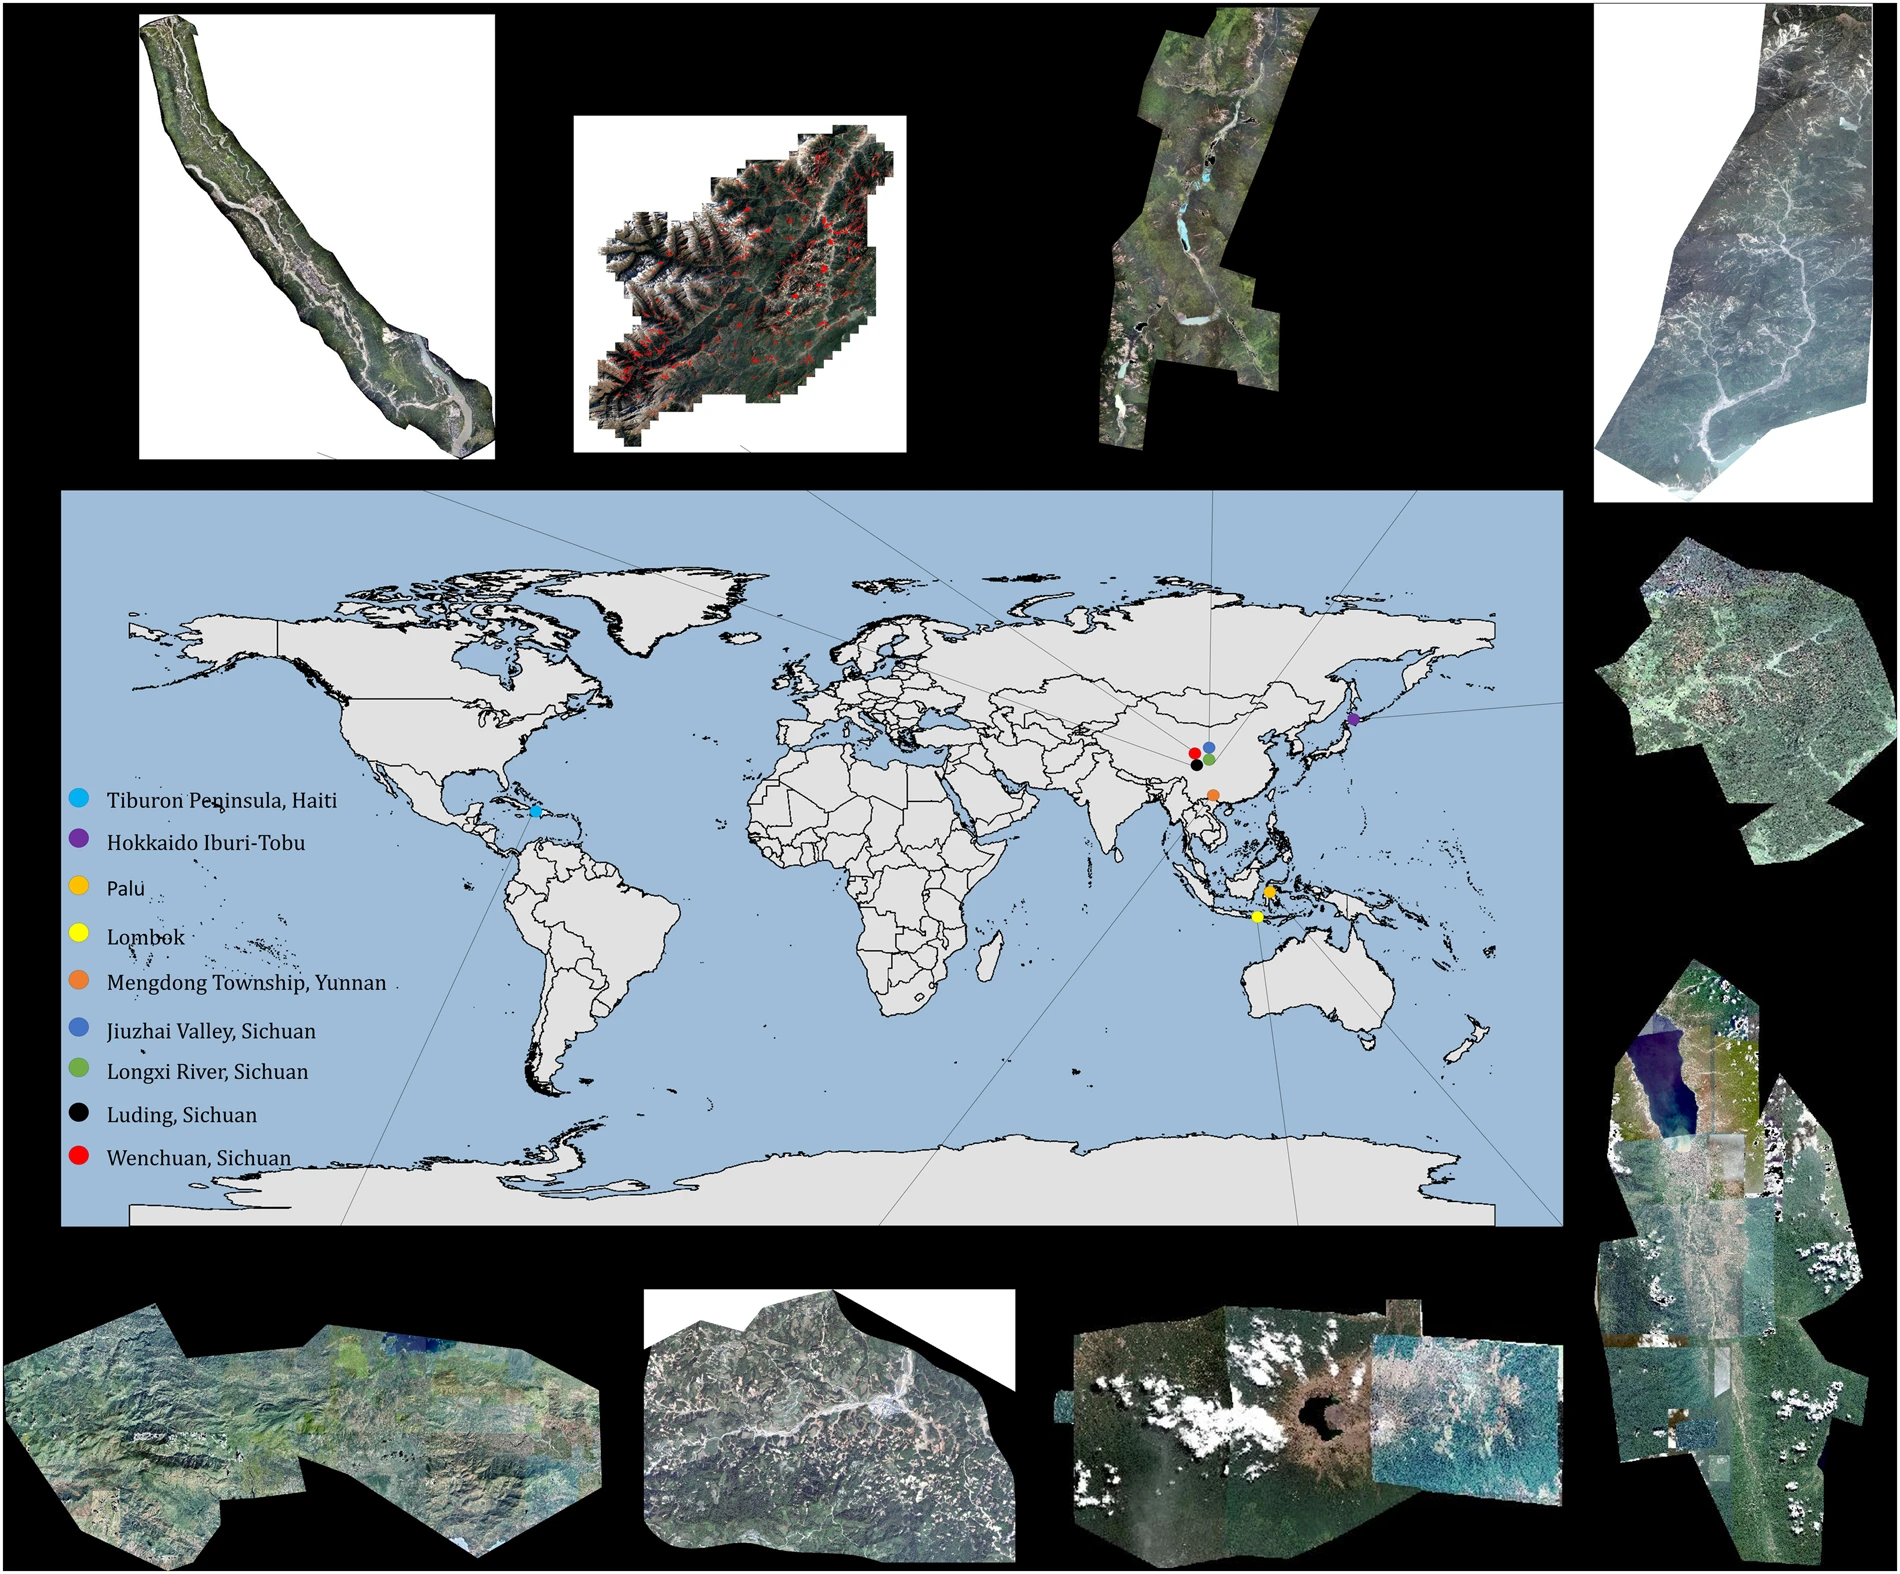 Tiburon Peninsula, Haiti
Hokkaido Iburi-Tobu
Palu
Lombok
Mengdong Township, Yunnan
Jiuzhai Valley, Sichuan
Longxi River, Sichuan
Luding, Sichuan
Wenchuan, Sichuan